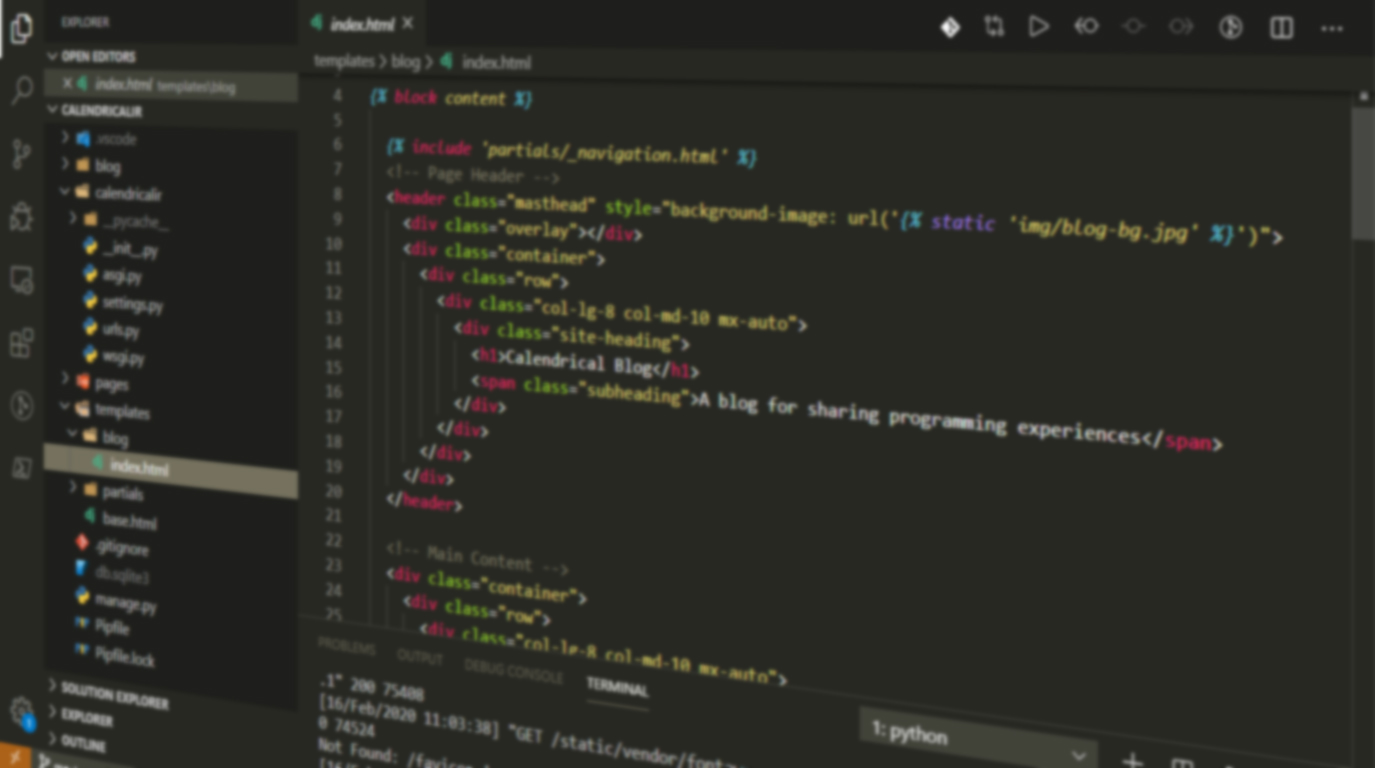 EXPLORER
OPEN EDITORS
index.html templates\blog
CALENDRICALIR
.vscode
blog
calendricalir
__pycache__
__init__.py
asgi.py
settings.py
urls.py
wsgi.py
pages
templates
blog
index.html
partials
base.html
.gitignore
db.sqlite3
manage.py
Pipfile
Pipfile.lock
SOLUTION EXPLORER
EXPLORER
OUTLINE
index.html
templates > blog > index.html
4 {% block content %}
5
6 {% include 'partials/_navigation.html' %}
7 <!-- Page Header -->
8 <header class="masthead" style="background-image: url('{% static 'img/blog-bg.jpg' %}')">
9 <div class="overlay"></div>
10 <div class="container">
11 <div class="row">
12 <div class="col-lg-8 col-md-10 mx-auto">
13 <div class="site-heading">
14 <h1>Calendrical Blog</h1>
15 <span class="subheading">A blog for sharing programming experiences</span>
16 </div>
17 </div>
18 </div>
19 </div>
20 </header>
21
22 <!-- Main Content -->
23 <div class="container">
24 <div class="row">
25 <div class="col-lg-8 col-md-10 mx-auto">
PROBLEMS OUTPUT DEBUG CONSOLE TERMINAL
1: python
.1" 200 75408
[16/Feb/2020 11:03:38] "GET /static/vendor/font
0 74524
Not Found: /favicon